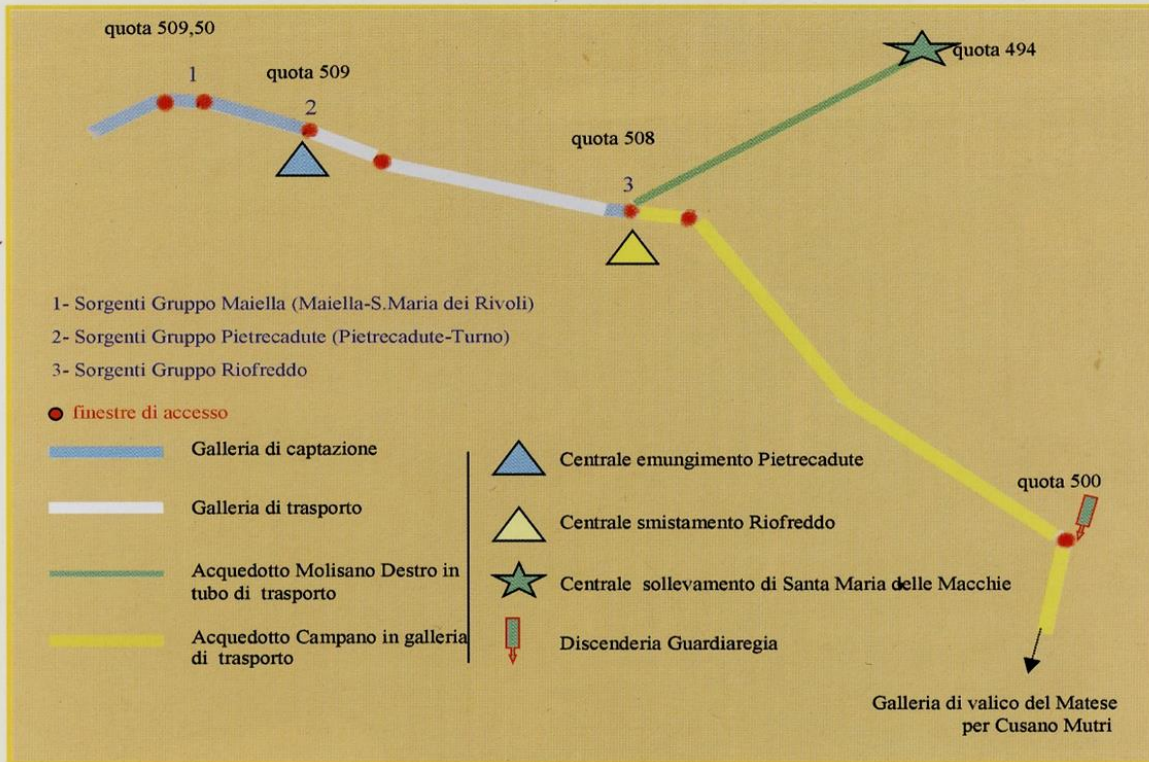 quota 509,50
1
quota 509
2
quota 494
quota 508
3
1- Sorgenti Gruppo Maiella (Maiella-S.Maria dei Rivoli)
2- Sorgenti Gruppo Pietrecadute (Pietrecadute-Turno)
3- Sorgenti Gruppo Riofreddo
finestre di accesso
Galleria di captazione
Galleria di trasporto
Acquedotto Molisano Destro in
tubo di trasporto
Acquedotto Campano in galleria
di trasporto
Centrale emungimento Pietrecadute
Centrale smistamento Riofreddo
Centrale sollevamento di Santa Maria delle Macchie
Discenderia Guardiaregia
quota 500
Galleria di valico del Matese
per Cusano Mutri